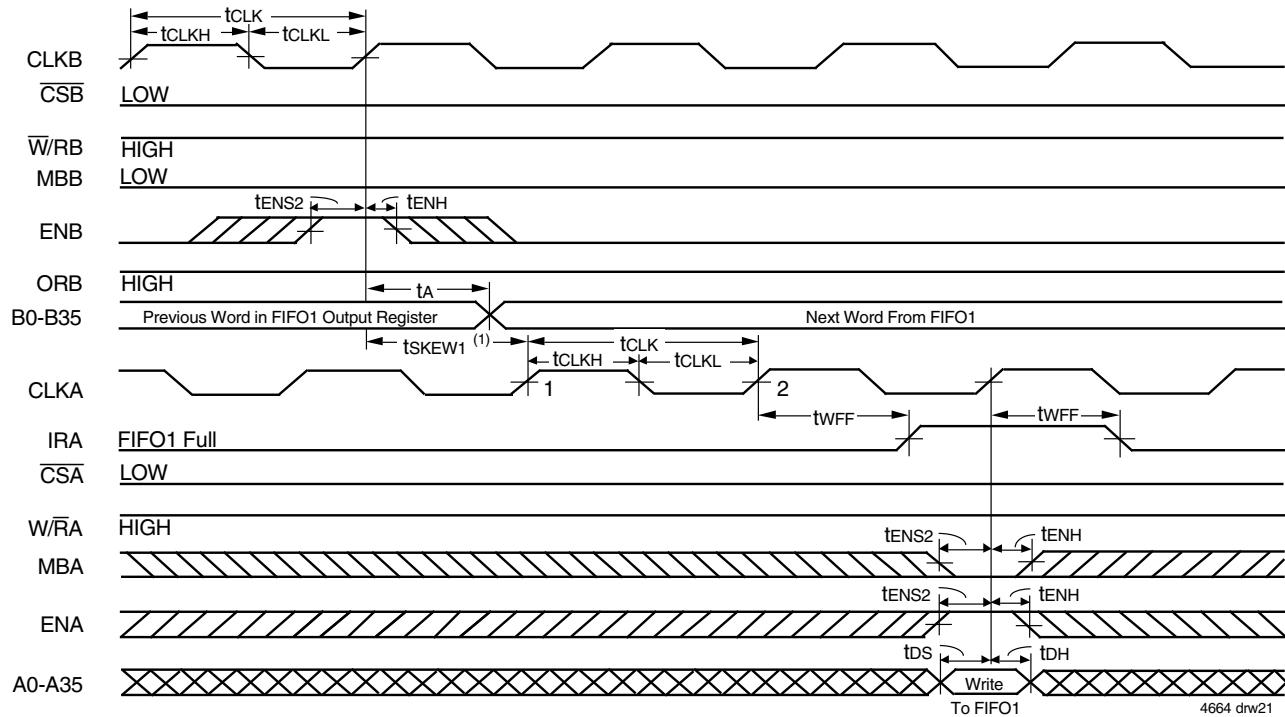 tCLK
tCLKH tCLKL
CLKB
CSB LOW
W/RB HIGH
MBB LOW
tENS2 tENH
ENB
ORB HIGH
tA
B0-B35 Previous Word in FIFO1 Output Register Next Word From FIFO1
tSKEW1 (1) tCLK
tCLKH tCLKL
CLKA 1 2
tWFF tWFF
IRA FIFO1 Full
CSA LOW
W/RA HIGH
tENS2 tENH
MBA
tENS2 tENH
ENA
tDS tDH
A0-A35 Write
To FIFO1
4664 drw21